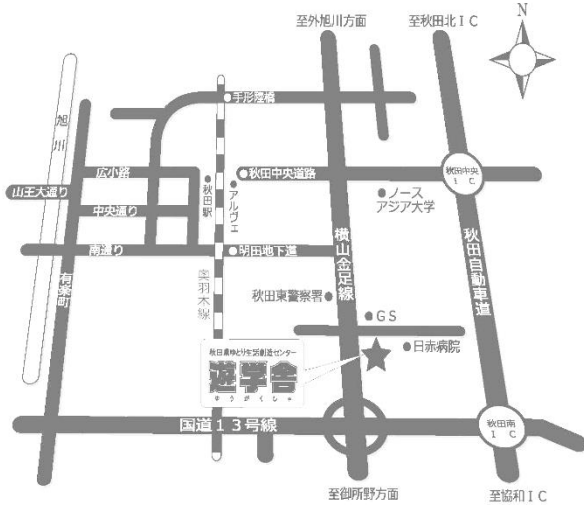 至外旭川方面
至秋田北IC
N
手形陸橋
旭川
広小路
秋田中央道路
秋田中央
IC
山王大通り
秋田駅
アルヴェ
ノース
アジア大学
中央通り
南通り
明田地下道
横山金足線
秋田自動車道
有楽町
奥羽本線
秋田東警察署
GS
日赤病院
秋田県ゆとり生活創造センター
遊学舎
ゆうがくしゃ
国道13号線
秋田南
IC
至御所野方面
至協和IC